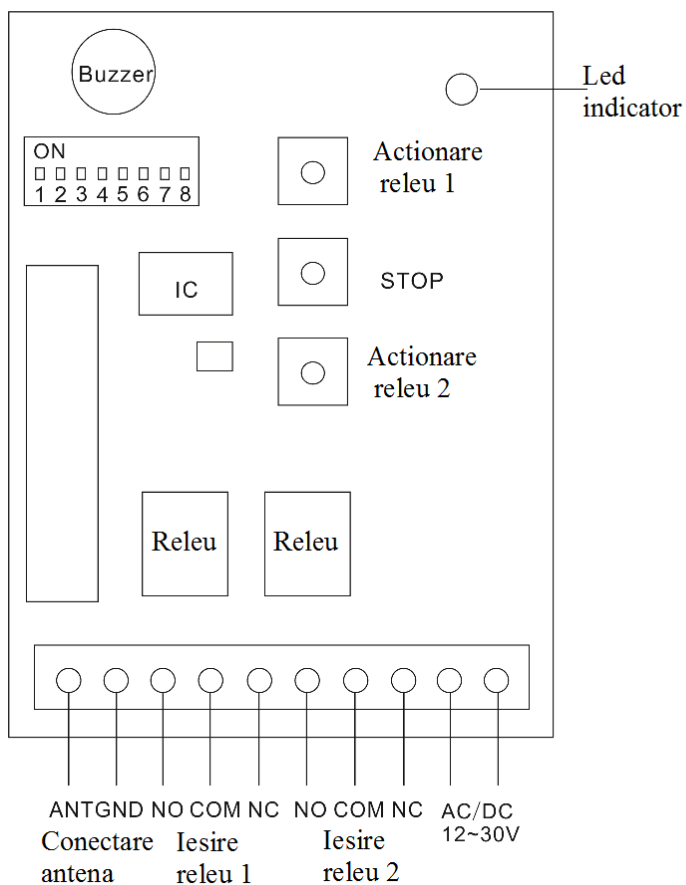 Buzzer
Led
indicator
ON
1 2 3 4 5 6 7 8
Actionare
releu 1
IC
STOP
Actionare
releu 2
Releu
Releu
ANT GND NO COM NC NO COM NC AC/DC
12~30V
Conectare
antena
Iesire
releu 1
Iesire
releu 2